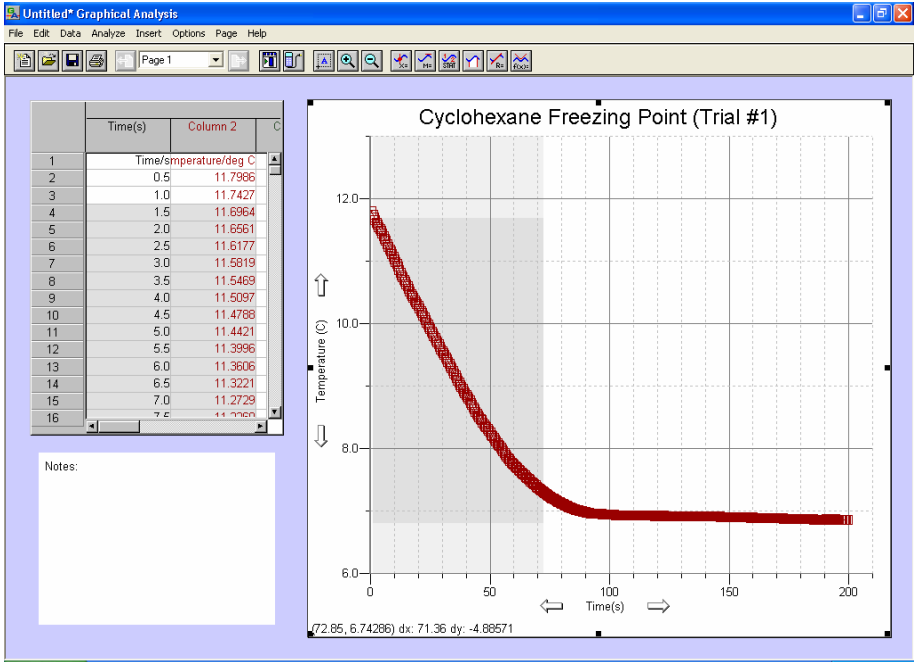 Untitled* Graphical Analysis
File Edit Data Analyze Insert Options Page Help
Page 1
X= M= STAT R= f(x)=
Time(s) Column 2 C
1 Time/s mperature/deg C
2 0.5 11.7986
3 1.0 11.7427
4 1.5 11.6964
5 2.0 11.6561
6 2.5 11.6177
7 3.0 11.5819
8 3.5 11.5469
9 4.0 11.5097
10 4.5 11.4788
11 5.0 11.4421
12 5.5 11.3996
13 6.0 11.3606
14 6.5 11.3221
15 7.0 11.2729
16 7.5
Notes:
Cyclohexane Freezing Point (Trial #1)
12.0
10.0
8.0
6.0
Temperature (C)
0 50 100 150 200
Time(s)
(72.85, 6.74286) dx: 71.36 dy: -4.88571